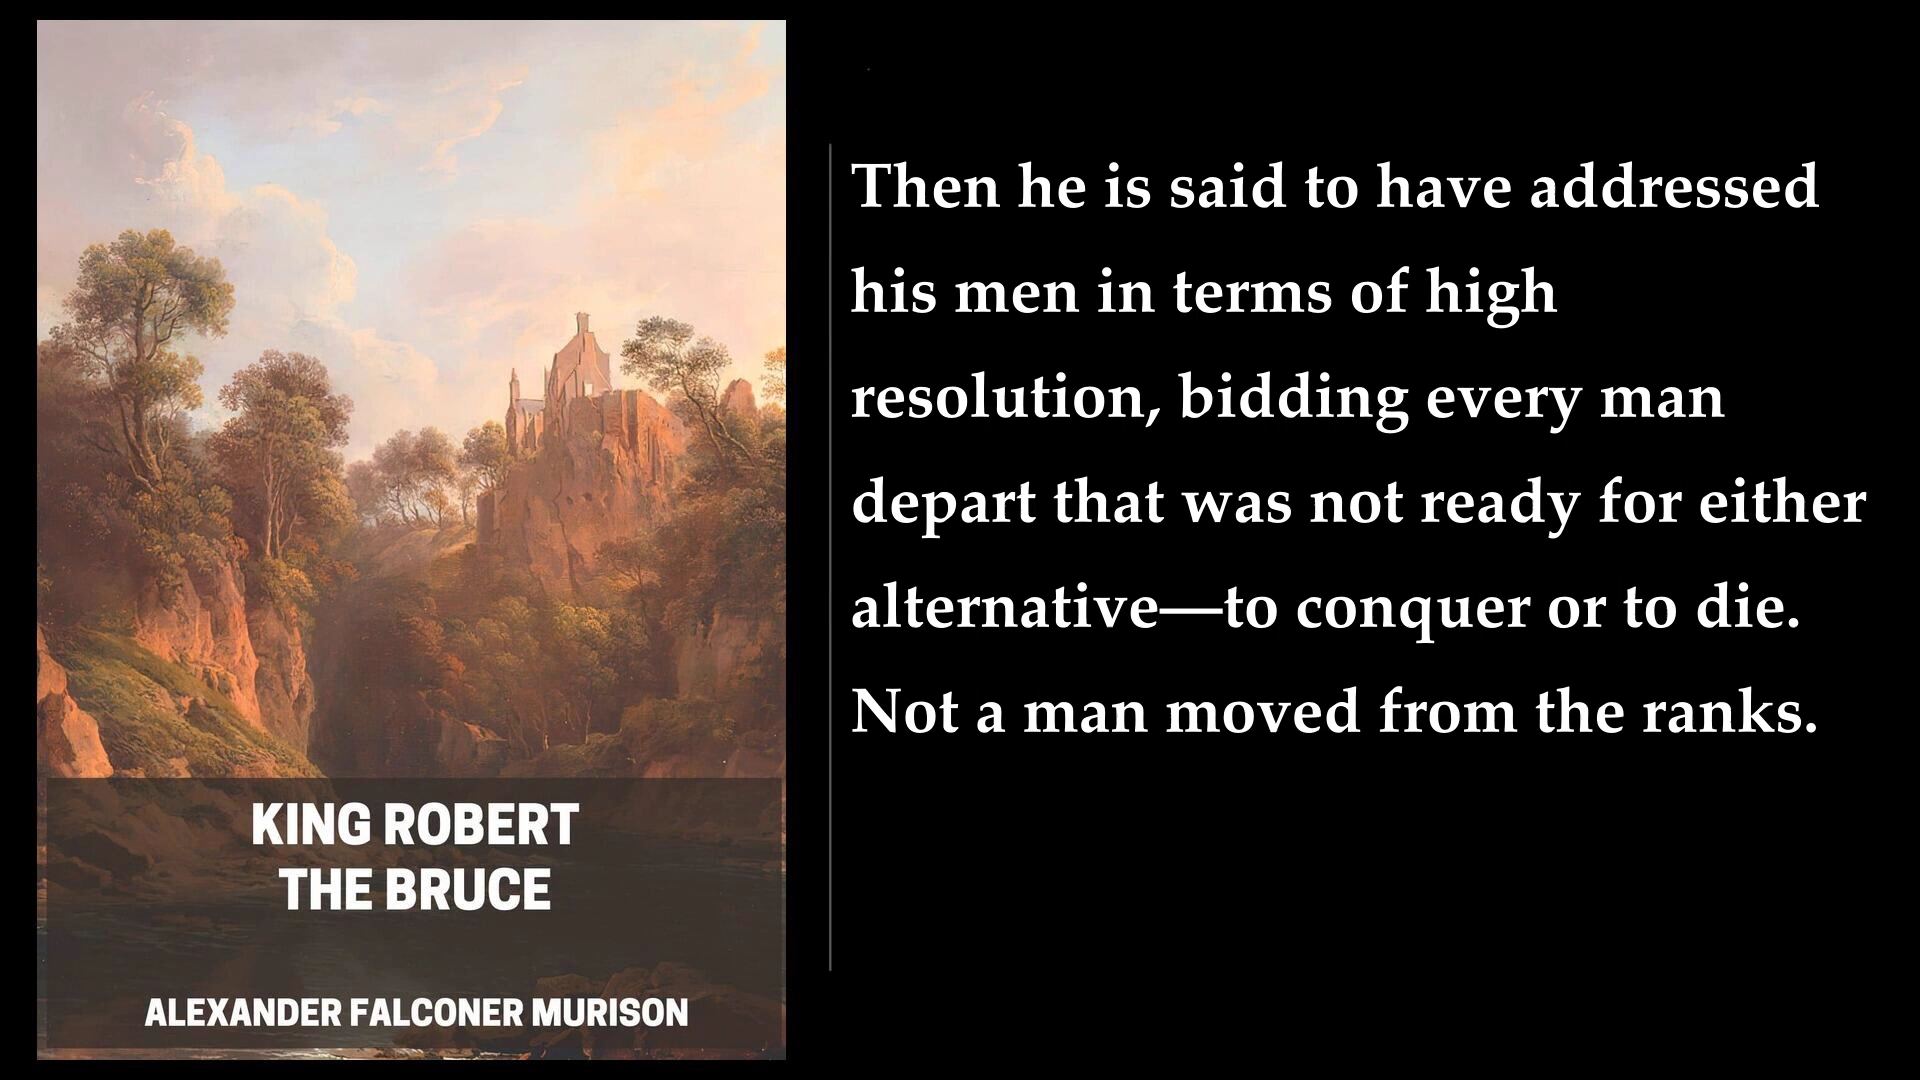 KING ROBERT
THE BRUCE
ALEXANDER FALCONER MURISON
Then he is said to have addressed
his men in terms of high
resolution, bidding every man
depart that was not ready for either
alternative—to conquer or to die.
Not a man moved from the ranks.